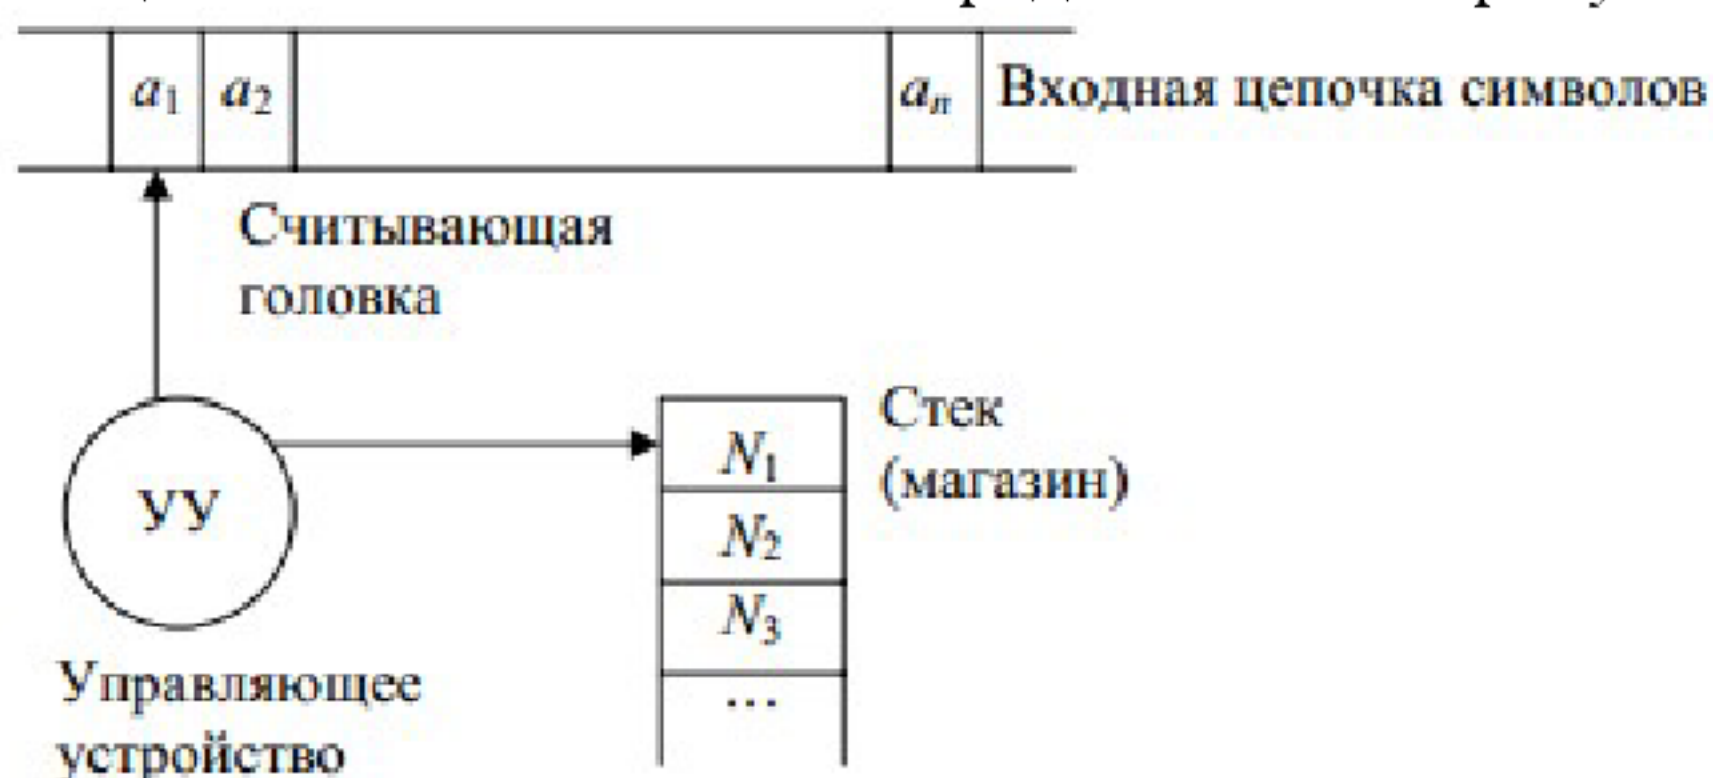 a₁ a₂ aₙ Входная цепочка символов
Считывающая
головка
Стек
(магазин)
N₁
N₂
N₃
...
УУ
Управляющее
устройство